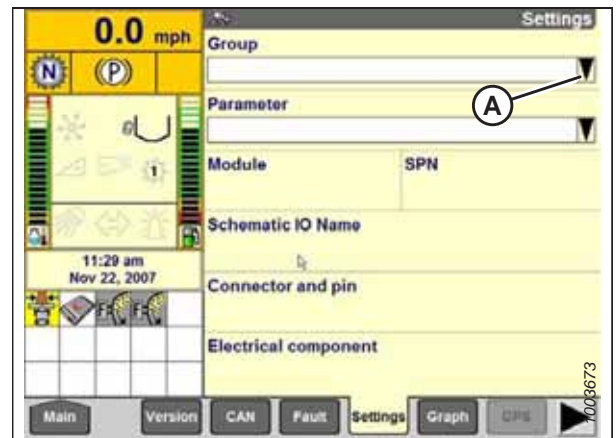 0.0 mph
N
(P)
1
11:29 am
Nov 22, 2007
F
F
Settings
Group
A
Parameter
Module
SPN
Schematic IO Name
Connector and pin
Electrical component
Main
Version
CAN
Fault
Settings
Graph
GPS
1003673